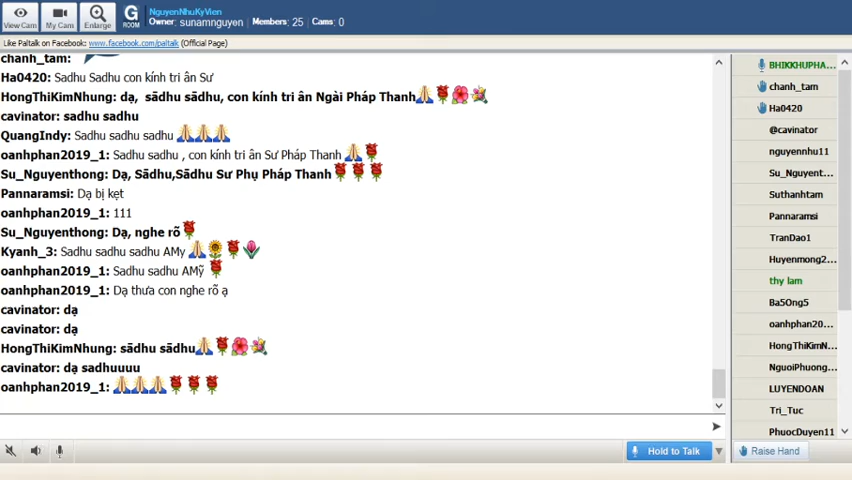 View Cam
My Cam
Enlarge
G
ROOM
NguyenNhuKyVien
Owner: sunamnguyen Members: 25 Cams: 0
Like Paltalk on Facebook: www.facebook.com/paltalk (Official Page)
chanh_tam:
Ha0420: Sadhu Sadhu con kính tri ân Sư
HongThiKimNhung: dạ, sādhu sādhu, con kính tri ân Ngài Pháp Thanh
cavinator: sadhu sadhu
QuangIndy: Sadhu sadhu sadhu
oanhphan2019_1: Sadhu sadhu , con kính tri ân Sư Pháp Thanh
Su_Nguyenthong: Dạ, Sādhu,Sādhu Sư Phụ Pháp Thanh
Pannaramsi: Dạ bị kẹt
oanhphan2019_1: 111
Su_Nguyenthong: Dạ, nghe rõ
Kyanh_3: Sadhu sadhu sadhu AMy
oanhphan2019_1: Sadhu sadhu AMỹ
oanhphan2019_1: Dạ thưa con nghe rõ ạ
cavinator: dạ
cavinator: dạ
HongThiKimNhung: sādhu sādhu
cavinator: dạ sadhuuuu
oanhphan2019_1:
Hold to Talk
BHIKKHUPHA...
chanh_tam
Ha0420
@cavinator
nguyennhu11
Su_Nguyent...
Suthanhtam
Pannaramsi
TranDao1
Huyenmong2...
thy lam
Ba5Ong5
oanhphan20...
HongThiKimN...
NguoiPhuong...
LUYENDOAN
Tri_Tuc
PhuocDuyen11
Raise Hand